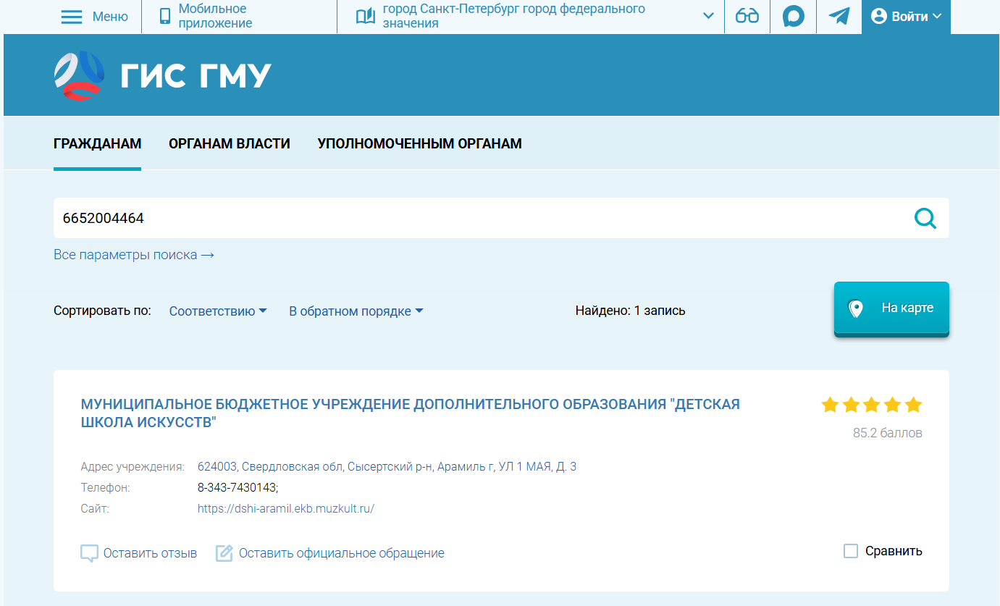 Меню
Мобильное
приложение
город Санкт-Петербург город федерального
значения
Войти
ГИС ГМУ
ГРАЖДАНАМ ОРГАНАМ ВЛАСТИ УПОЛНОМОЧЕННЫМ ОРГАНАМ
6652004464
Все параметры поиска →
Сортировать по: Соответствию В обратном порядке Найдено: 1 запись
На карте
МУНИЦИПАЛЬНОЕ БЮДЖЕТНОЕ УЧРЕЖДЕНИЕ ДОПОЛНИТЕЛЬНОГО ОБРАЗОВАНИЯ "ДЕТСКАЯ
ШКОЛА ИСКУССТВ"
85.2 баллов
Адрес учреждения: 624003, Свердловская обл, Сысертский р-н, Арамиль г, УЛ 1 МАЯ, Д. 3
Телефон: 8-343-7430143;
Сайт: https://dshi-aramil.ekb.muzkult.ru/
Оставить отзыв Оставить официальное обращение Сравнить